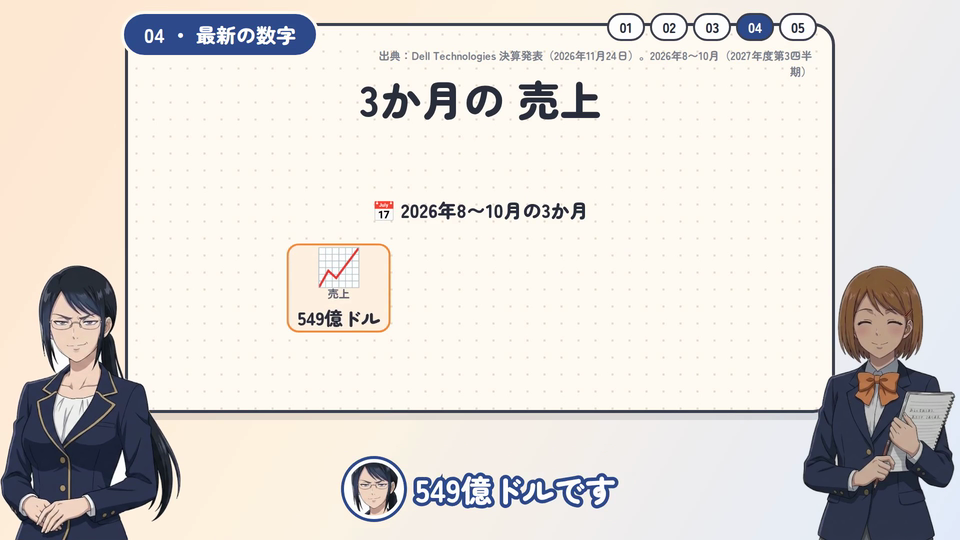 04 ・ 最新の数字
01 02 03 04 05
出典：Dell Technologies 決算発表（2026年11月24日）。2026年8〜10月（2027年度第3四半
期）
3か月の 売上
July
17
2026年8〜10月の3か月
売上
549億ドル
549億ドルです